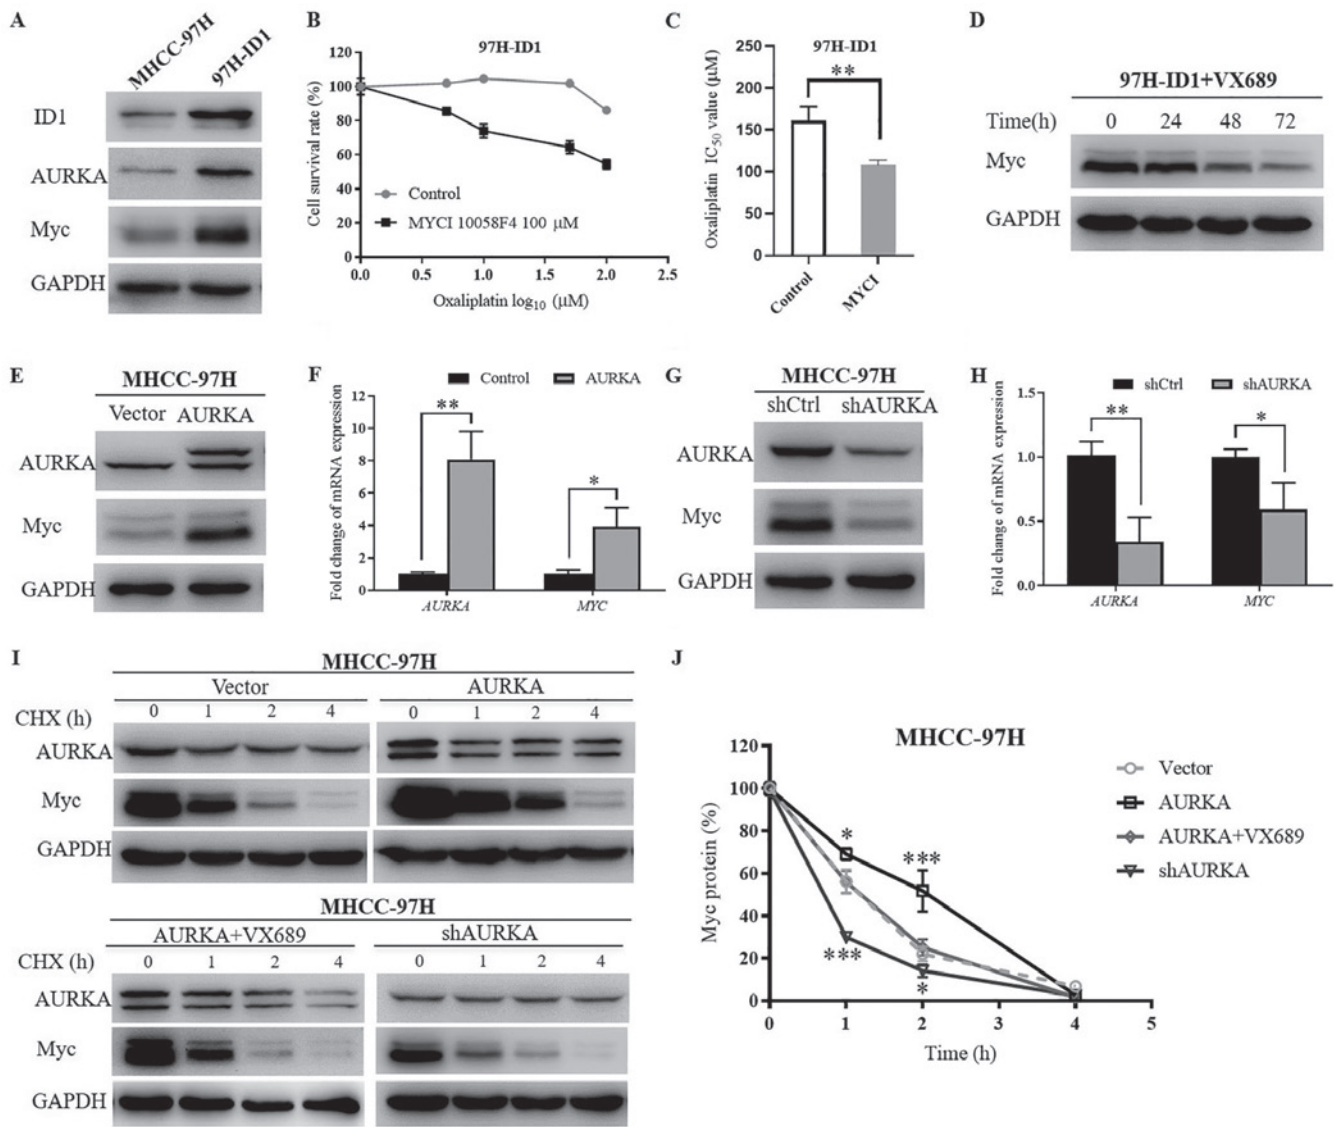 A
MHCC-97H
97H-ID1
ID1
AURKA
Myc
GAPDH
B
97H-ID1
Cell survival rate (%)
120
100
80
60
40
20
0
Control
MYCI 10058F4 100 μM
0.0 0.5 1.0 1.5 2.0 2.5
Oxaliplatin log10 (μM)
C
97H-ID1
Oxaliplatin IC50 value (μM)
250
200
150
100
50
0
**
Control
MYCI
D
97H-ID1+VX689
Time(h) 0 24 48 72
Myc
GAPDH
E
MHCC-97H
Vector AURKA
AURKA
Myc
GAPDH
F
Control AURKA
Fold change of mRNA expression
12
10
8
6
4
2
0
**
*
AURKA MYC
G
MHCC-97H
shCtrl shAURKA
AURKA
Myc
GAPDH
H
shCtrl shAURKA
Fold change of mRNA expression
1.5
1.0
0.5
0.0
**
*
AURKA MYC
I
MHCC-97H
Vector AURKA
CHX (h) 0 1 2 4 0 1 2 4
AURKA
Myc
GAPDH
MHCC-97H
AURKA+VX689 shAURKA
CHX (h) 0 1 2 4 0 1 2 4
AURKA
Myc
GAPDH
J
MHCC-97H
Myc protein (%)
120
100
80
60
40
20
0
*
***
***
*
Vector
AURKA
AURKA+VX689
shAURKA
0 1 2 3 4 5
Time (h)